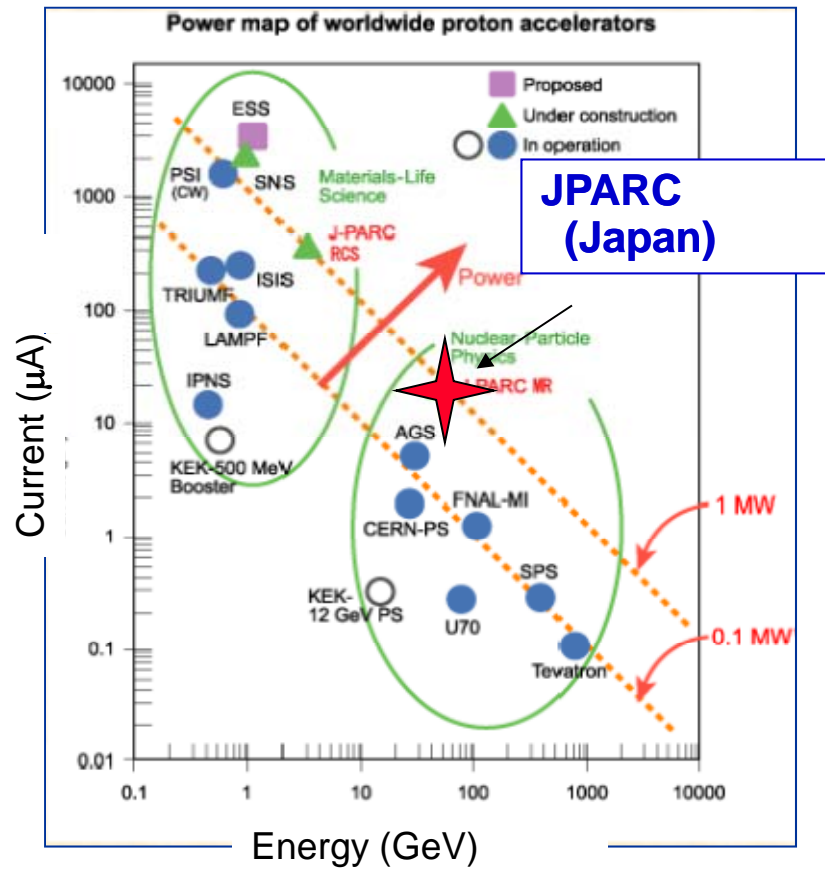 Power map of worldwide proton accelerators
10000
1000
100
10
1
0.1
0.01
Current (μA)
Proposed
Under construction
In operation
JPARC
(Japan)
ESS
PSI
(CW)
SNS
Materials-Life
Science
J-PARC
RCS
Power
TRIUMF
ISIS
LAMPF
Nuclear-Particle
Physics
PARC MR
IPNS
KEK-500 MeV
Booster
AGS
CERN-PS
FNAL-MI
1 MW
KEK-
12 GeV PS
U70
SPS
0.1 MW
Tevatron
0.1
1
10
100
1000
10000
Energy (GeV)